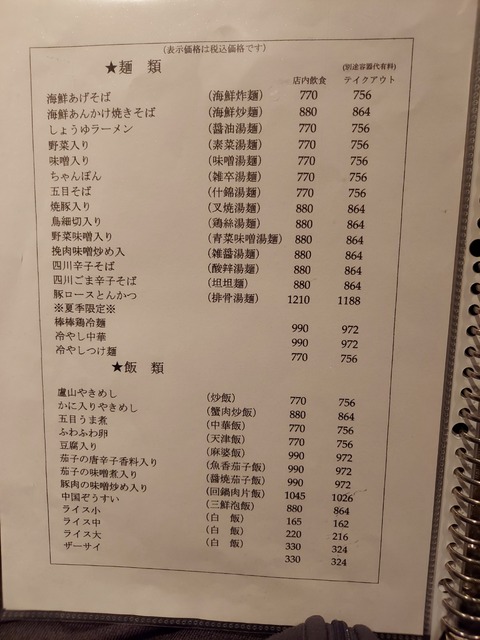 (表示価格は税込価格です)
★麺 類
(別途容器代有料)
店内飲食 テイクアウト
海鮮あげそば (海鮮炸麺) 770 756
海鮮あんかけ焼きそば (海鮮炒麺) 880 864
しょうゆラーメン (醤油湯麺) 770 756
野菜入り (素菜湯麺) 770 756
味噌入り (味噌湯麺) 770 756
ちゃんぽん (雑卒湯麺) 770 756
五目そば (什錦湯麺) 770 756
焼豚入り (叉焼湯麺) 880 864
鳥細切入り (鶏絲湯麺) 880 864
野菜味噌入り (青菜味噌湯麺) 880 864
挽肉味噌炒め入 (雑醤湯麺) 880 864
四川辛子そば (酸辣湯麺) 880 864
四川ごま辛子そば (坦坦麺) 880 864
豚ロースとんかつ (排骨湯麺) 1210 1188
※夏季限定※
棒棒鶏冷麺 990 972
冷やし中華 990 972
冷やしつけ麺 770 756
★飯 類
盧山やきめし (炒飯) 770 756
かに入りやきめし (蟹肉炒飯) 880 864
五目うま煮 (中華飯) 770 756
ふわふわ卵 (天津飯) 770 756
豆腐入り (麻婆飯) 990 972
茄子の唐辛子香料入り (魚香茄子飯) 990 972
茄子の味噌煮入り (醤焼茄子飯) 990 972
豚肉の味噌炒め入り (回鍋肉片飯) 1045 1026
中国ぞうすい (三鮮泡飯) 880 864
ライス小 (白 飯) 165 162
ライス中 (白 飯) 220 216
ライス大 (白 飯) 330 324
ザーサイ 330 324